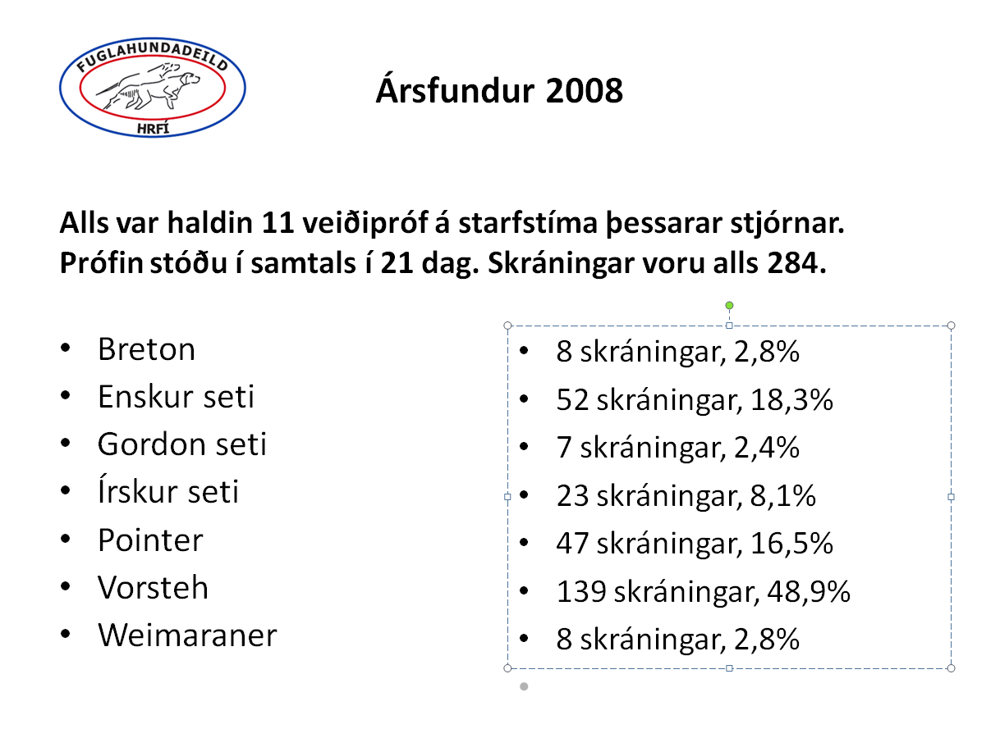 FUGLAHUNDADEILD
HRFÍ
Ársfundur 2008
Alls var haldin 11 veiðipróf á starfstíma þessarar stjórnar.
Prófin stóðu í samtals í 21 dag. Skráningar voru alls 284.
• Breton
• Enskur seti
• Gordon seti
• Írskur seti
• Pointer
• Vorsteh
• Weimaraner
• 8 skráningar, 2,8%
• 52 skráningar, 18,3%
• 7 skráningar, 2,4%
• 23 skráningar, 8,1%
• 47 skráningar, 16,5%
• 139 skráningar, 48,9%
• 8 skráningar, 2,8%